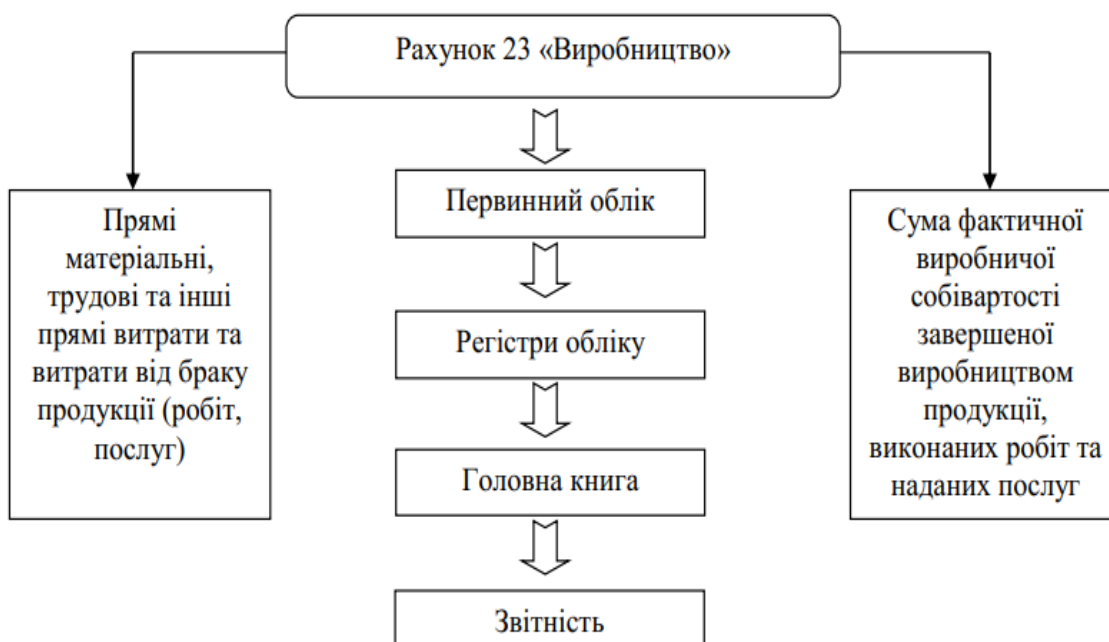 Рахунок 23 «Виробництво»
Прямі
матеріальні,
трудові та інші
прямі витрати та
витрати від браку
продукції (робіт,
послуг)
Первинний облік
Регістри обліку
Головна книга
Звітність
Сума фактичної
виробничої
собівартості
завершеної
виробництвом
продукції,
виконаних робіт та
наданих послуг